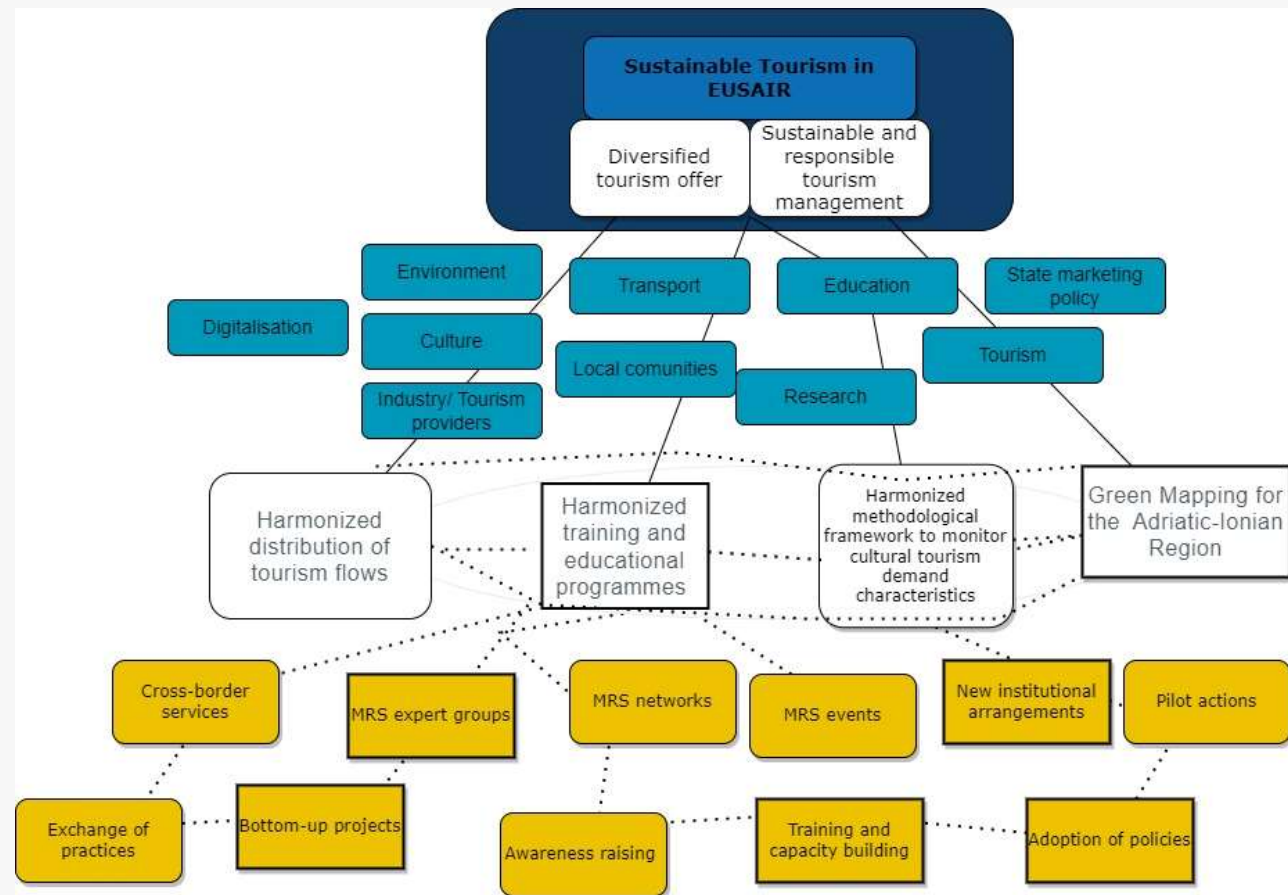 Sustainable Tourism in
EUSAIR
Diversified
tourism offer
Sustainable and
responsible
tourism
management
Environment
Transport
Education
State marketing
policy
Digitalisation
Culture
Local comunities
Tourism
Industry/ Tourism
providers
Research
Harmonized
distribution of
tourism flows
Harmonized
training and
educational
programmes
Harmonized
methodological
framework to monitor
cultural tourism
demand
characteristics
Green Mapping for
the Adriatic-Ionian
Region
Cross-border
services
MRS expert groups
MRS networks
MRS events
New institutional
arrangements
Pilot actions
Exchange of
practices
Bottom-up projects
Awareness raising
Training and
capacity building
Adoption of policies